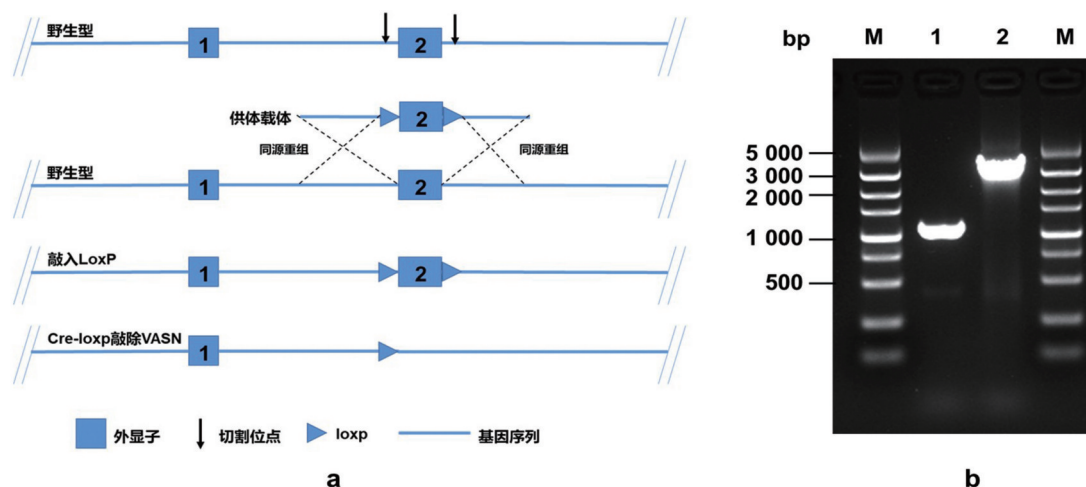 野生型
1
2
供体载体
2
同源重组
同源重组
野生型
1
2
敲入LoxP
1
2
Cre-loxp敲除VASN
1
外显子
切割位点
loxp
基因序列
a
bp
M
1
2
M
5 000
3 000
2 000
1 000
500
b